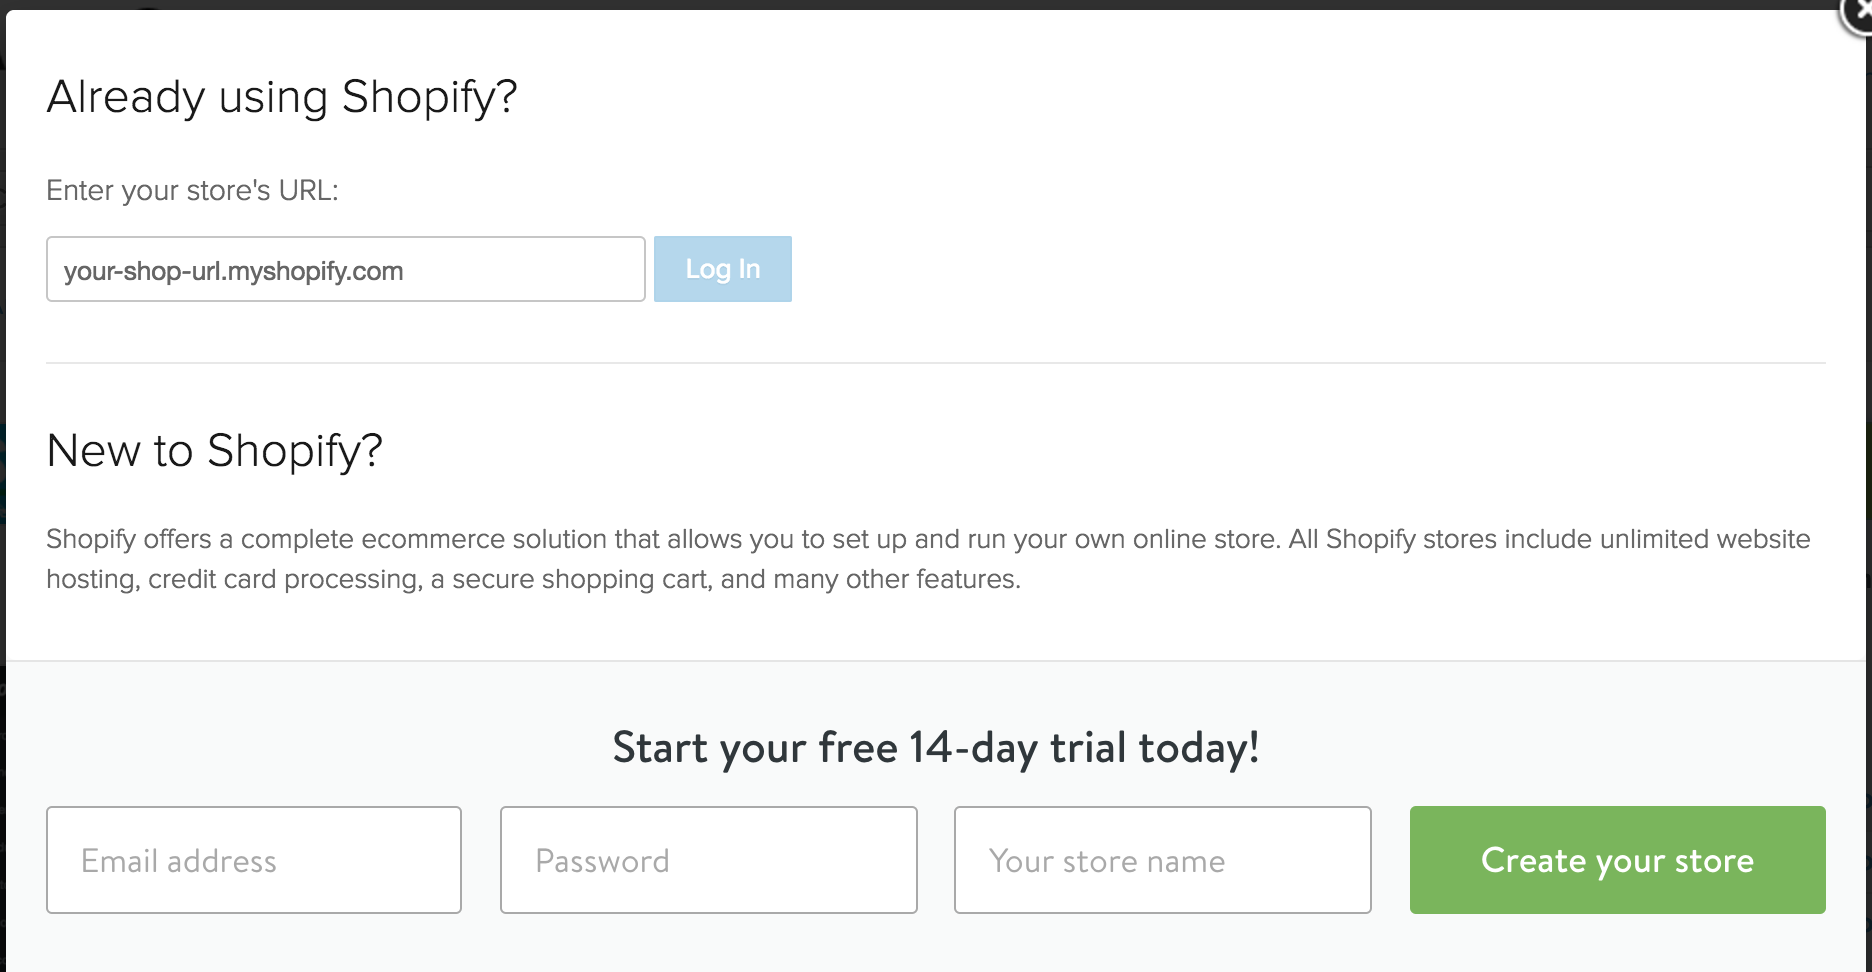 Already using Shopify?
Enter your store's URL:
your-shop-url.myshopify.com
Log In
New to Shopify?
Shopify offers a complete ecommerce solution that allows you to set up and run your own online store. All Shopify stores include unlimited website
hosting, credit card processing, a secure shopping cart, and many other features.
Start your free 14-day trial today!
Email address
Password
Your store name
Create your store